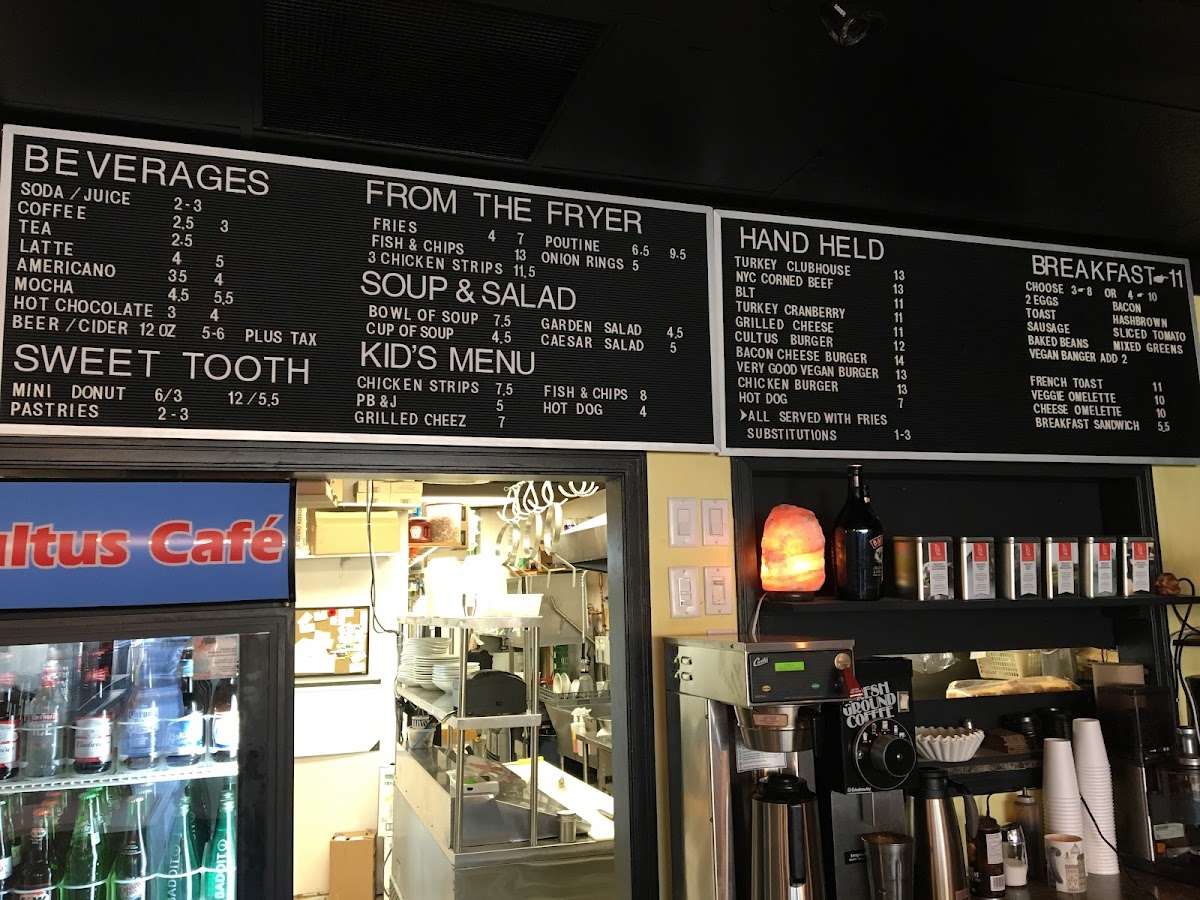 BEVERAGES
SODA / JUICE 2-3
COFFEE 2,5 3
TEA 2-5
LATTE 4 5
AMERICANO 35 4
MOCHA 4,5 5,5
HOT CHOCOLATE 3 4
BEER / CIDER 12 OZ 5-6 PLUS TAX
SWEET TOOTH
MINI DONUT 6/3 12/5,5
PASTRIES 2-3
FROM THE FRYER
FRIES 4 7 POUTINE 6.5 9.5
FISH & CHIPS 13 ONION RINGS 5
3 CHICKEN STRIPS 11,5
SOUP & SALAD
BOWL OF SOUP 7,5 GARDEN SALAD 4,5
CUP OF SOUP 4,5 CAESAR SALAD 5
KID'S MENU
CHICKEN STRIPS 7,5 FISH & CHIPS 8
PB & J 5 HOT DOG 4
GRILLED CHEEZ 7
HAND HELD
TURKEY CLUBHOUSE 13
NYC CORNED BEEF 13
BLT 11
TURKEY CRANBERRY 11
GRILLED CHEESE 11
CULTUS BURGER 12
BACON CHEESE BURGER 14
VERY GOOD VEGAN BURGER 13
CHICKEN BURGER 13
HOT DOG 7
ALL SERVED WITH FRIES
SUBSTITUTIONS 1-3
BREAKFAST 11
CHOOSE 3 8 OR 4 10
2 EGGS BACON
TOAST HASHBROWN
SAUSAGE SLICED TOMATO
BAKED BEANS MIXED GREENS
VEGAN BANGER ADD 2
FRENCH TOAST 11
VEGGIE OMELETTE 10
CHEESE OMELETTE 10
BREAKFAST SANDWICH 5,5
ultus Café
Curtis
GROUND
COFFEE